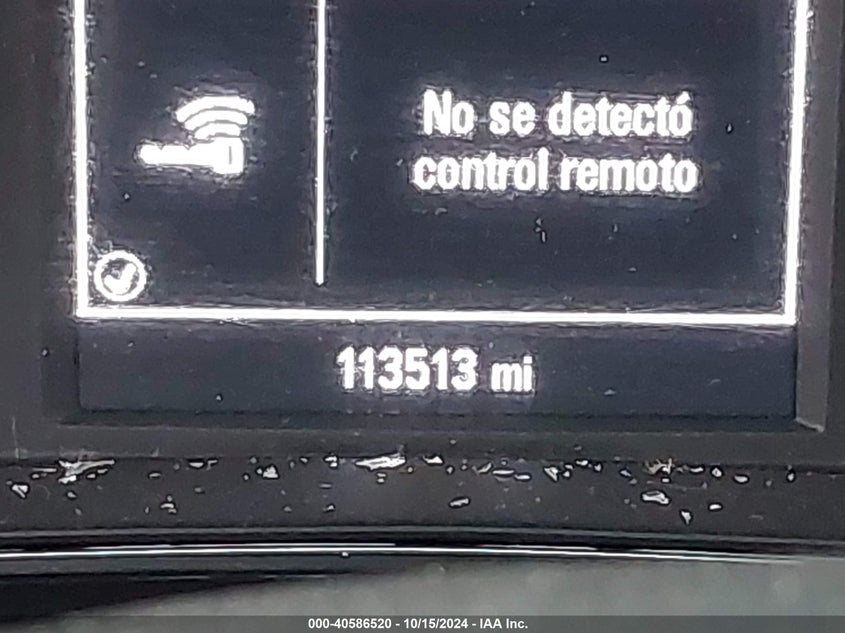 No se detectó
control remoto
113513 mi
000-40586520 - 10/15/2024 - IAA Inc.